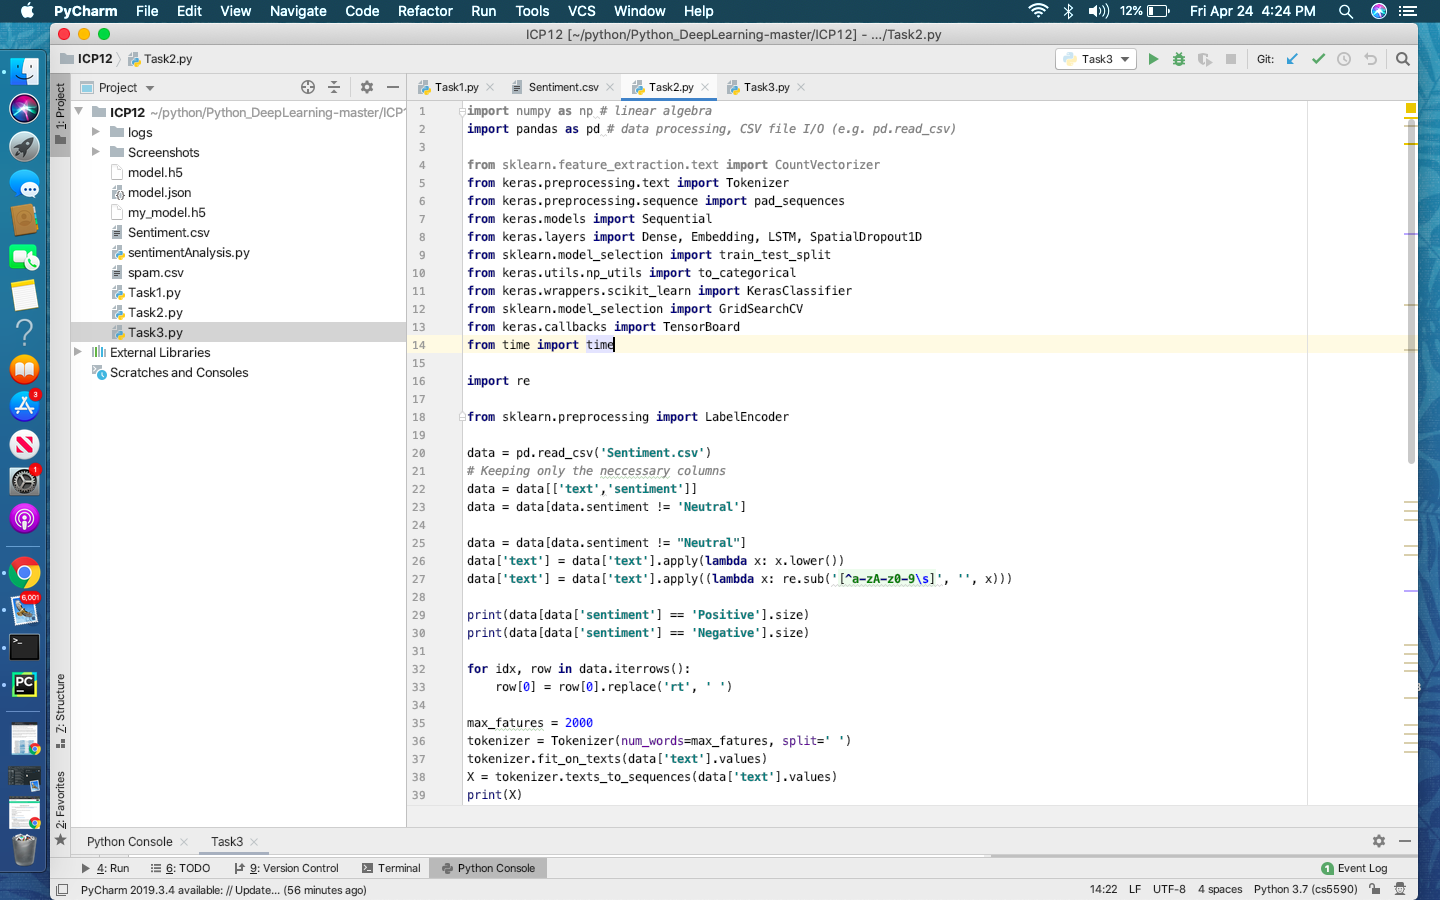 PyCharm File Edit View Navigate Code Refactor Run Tools VCS Window Help 12% Fri Apr 24 4:24 PM
ICP12 [~/python/Python_DeepLearning-master/ICP12] - .../Task2.py
ICP12 Task2.py Task3 Git:
1: Project
Project
ICP12 ~/python/Python_DeepLearning-master/ICP1
logs
Screenshots
model.h5
model.json
my_model.h5
Sentiment.csv
sentimentAnalysis.py
spam.csv
Task1.py
Task2.py
Task3.py
External Libraries
Scratches and Consoles
Task1.py Sentiment.csv Task2.py Task3.py
1 import numpy as np # linear algebra
2 import pandas as pd # data processing, CSV file I/O (e.g. pd.read_csv)
3
4 from sklearn.feature_extraction.text import CountVectorizer
5 from keras.preprocessing.text import Tokenizer
6 from keras.preprocessing.sequence import pad_sequences
7 from keras.models import Sequential
8 from keras.layers import Dense, Embedding, LSTM, SpatialDropout1D
9 from sklearn.model_selection import train_test_split
10 from keras.utils.np_utils import to_categorical
11 from keras.wrappers.scikit_learn import KerasClassifier
12 from sklearn.model_selection import GridSearchCV
13 from keras.callbacks import TensorBoard
14 from time import time
15
16 import re
17
18 from sklearn.preprocessing import LabelEncoder
19
20 data = pd.read_csv('Sentiment.csv')
21 # Keeping only the neccessary columns
22 data = data[['text','sentiment']]
23 data = data[data.sentiment != 'Neutral']
24
25 data = data[data.sentiment != "Neutral"]
26 data['text'] = data['text'].apply(lambda x: x.lower())
27 data['text'] = data['text'].apply((lambda x: re.sub('[^a-zA-z0-9\s]', '', x)))
28
29 print(data[data['sentiment'] == 'Positive'].size)
30 print(data[data['sentiment'] == 'Negative'].size)
31
32 for idx, row in data.iterrows():
33 row[0] = row[0].replace('rt', ' ')
34
35 max_fatures = 2000
36 tokenizer = Tokenizer(num_words=max_fatures, split=' ')
37 tokenizer.fit_on_texts(data['text'].values)
38 X = tokenizer.texts_to_sequences(data['text'].values)
39 print(X)
3
1
6,001
PC
Z: Structure
2: Favorites
Python Console Task3
4: Run 6: TODO 9: Version Control Terminal Python Console 1 Event Log
PyCharm 2019.3.4 available: // Update... (56 minutes ago) 14:22 LF UTF-8 4 spaces Python 3.7 (cs5590)